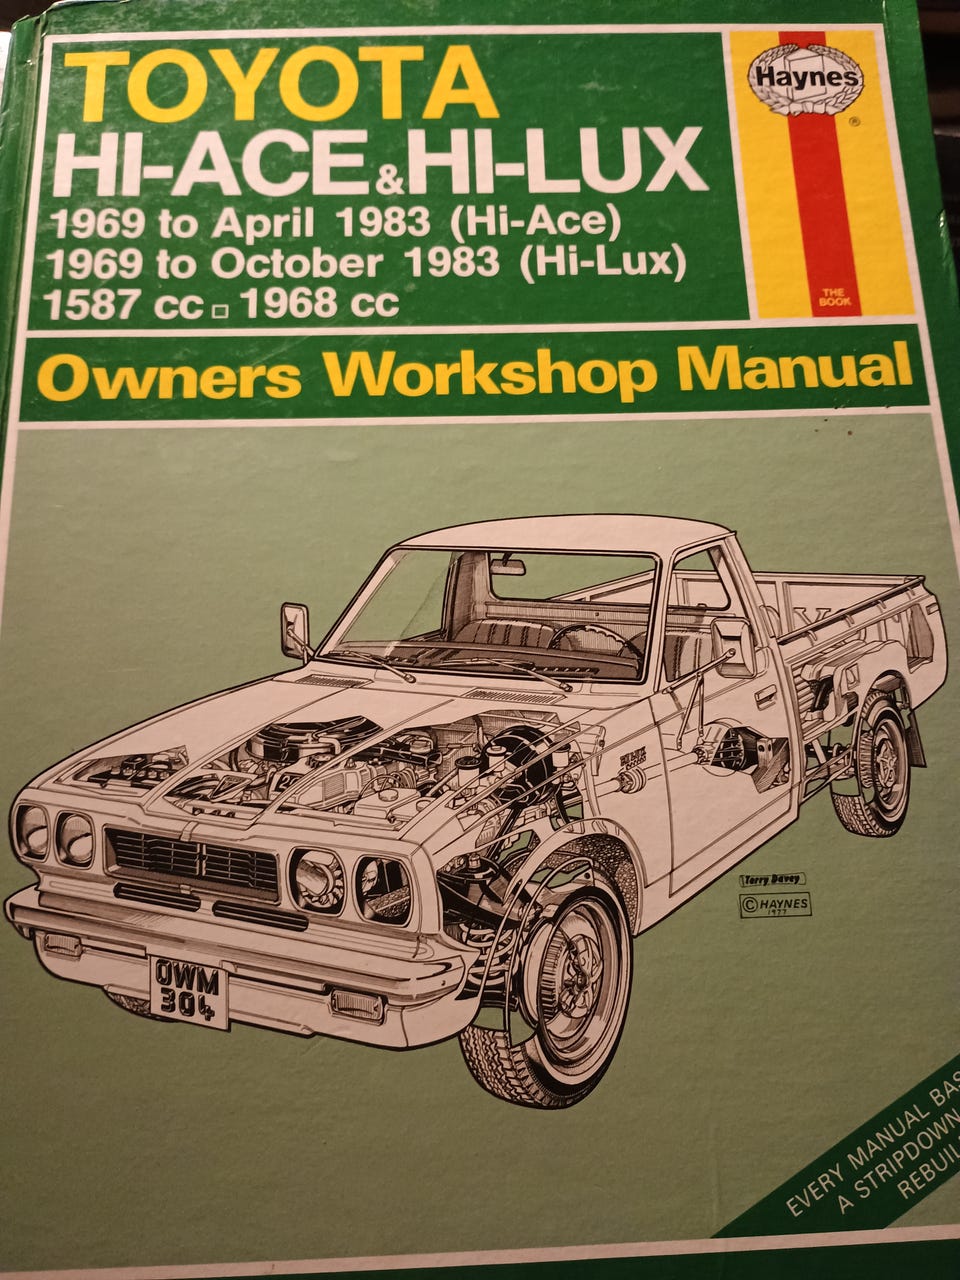 TOYOTA
HI-ACE & HI-LUX
1969 to April 1983 (Hi-Ace)
1969 to October 1983 (Hi-Lux)
1587 cc □ 1968 cc
Haynes
®
THE
BOOK
Owners Workshop Manual
Terry Davey
© HAYNES
1977
OWM
304
EVERY MANUAL BAS
A STRIPDOWN
REBUIL